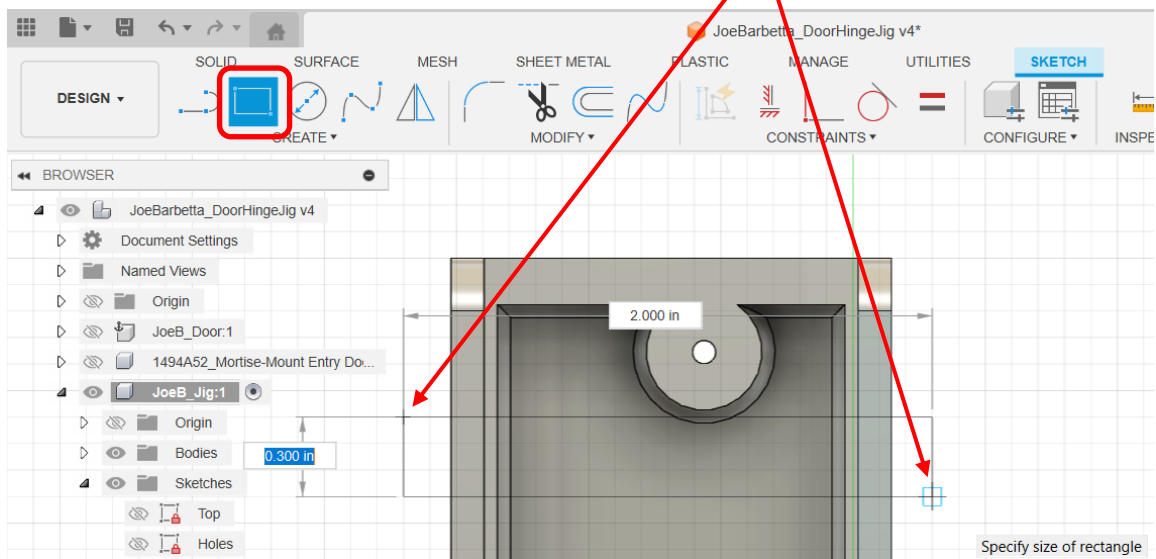 JoeBarbetta_DoorHingeJig v4*
SOLID SURFACE MESH SHEET METAL PLASTIC MANAGE UTILITIES SKETCH
DESIGN
CREATE MODIFY CONSTRAINTS CONFIGURE INSPE
BROWSER
JoeBarbetta_DoorHingeJig v4
Document Settings
Named Views
Origin
JoeB_Door:1
2.000 in
1494A52_Mortise-Mount Entry Do...
JoeB_Jig:1
Origin
Bodies
0.300 in
Sketches
Top
Holes
Specify size of rectangle